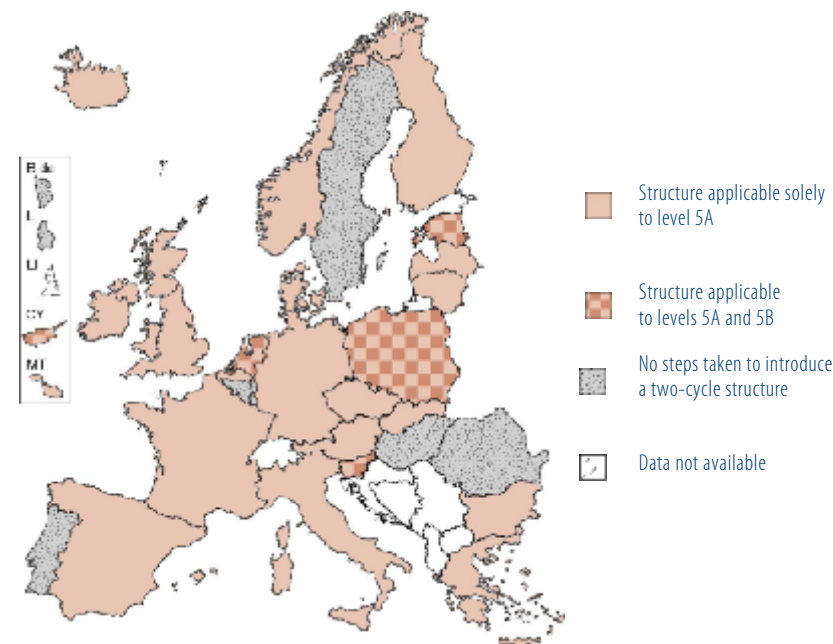 B de
L
LI
CY
MT
Structure applicable solely
to level 5A
Structure applicable
to levels 5A and 5B
No steps taken to introduce
a two-cycle structure
Data not available